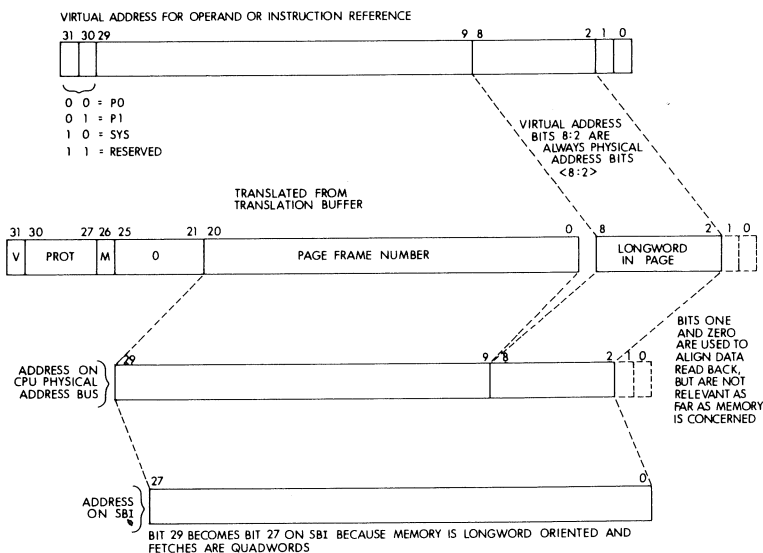 VIRTUAL ADDRESS FOR OPERAND OR INSTRUCTION REFERENCE
31 30 29 9 8 2 1 0
0 0 = P0
0 1 = P1
1 0 = SYS
1 1 = RESERVED
VIRTUAL ADDRESS
BITS 8:2 ARE
ALWAYS PHYSICAL
ADDRESS BITS
<8:2>
TRANSLATED FROM
TRANSLATION BUFFER
31 30 27 26 25 21 20 0 8 2 1 0
V PROT M 0 PAGE FRAME NUMBER LONGWORD
IN PAGE
BITS ONE
AND ZERO
ARE USED TO
ALIGN DATA
READ BACK,
BUT ARE NOT
RELEVANT AS
FAR AS MEMORY
IS CONCERNED
29 9 8 2 1 0
ADDRESS ON
CPU PHYSICAL
ADDRESS BUS
27 0
ADDRESS
ON SBI
BIT 29 BECOMES BIT 27 ON SBI BECAUSE MEMORY IS LONGWORD ORIENTED AND
FETCHES ARE QUADWORDS